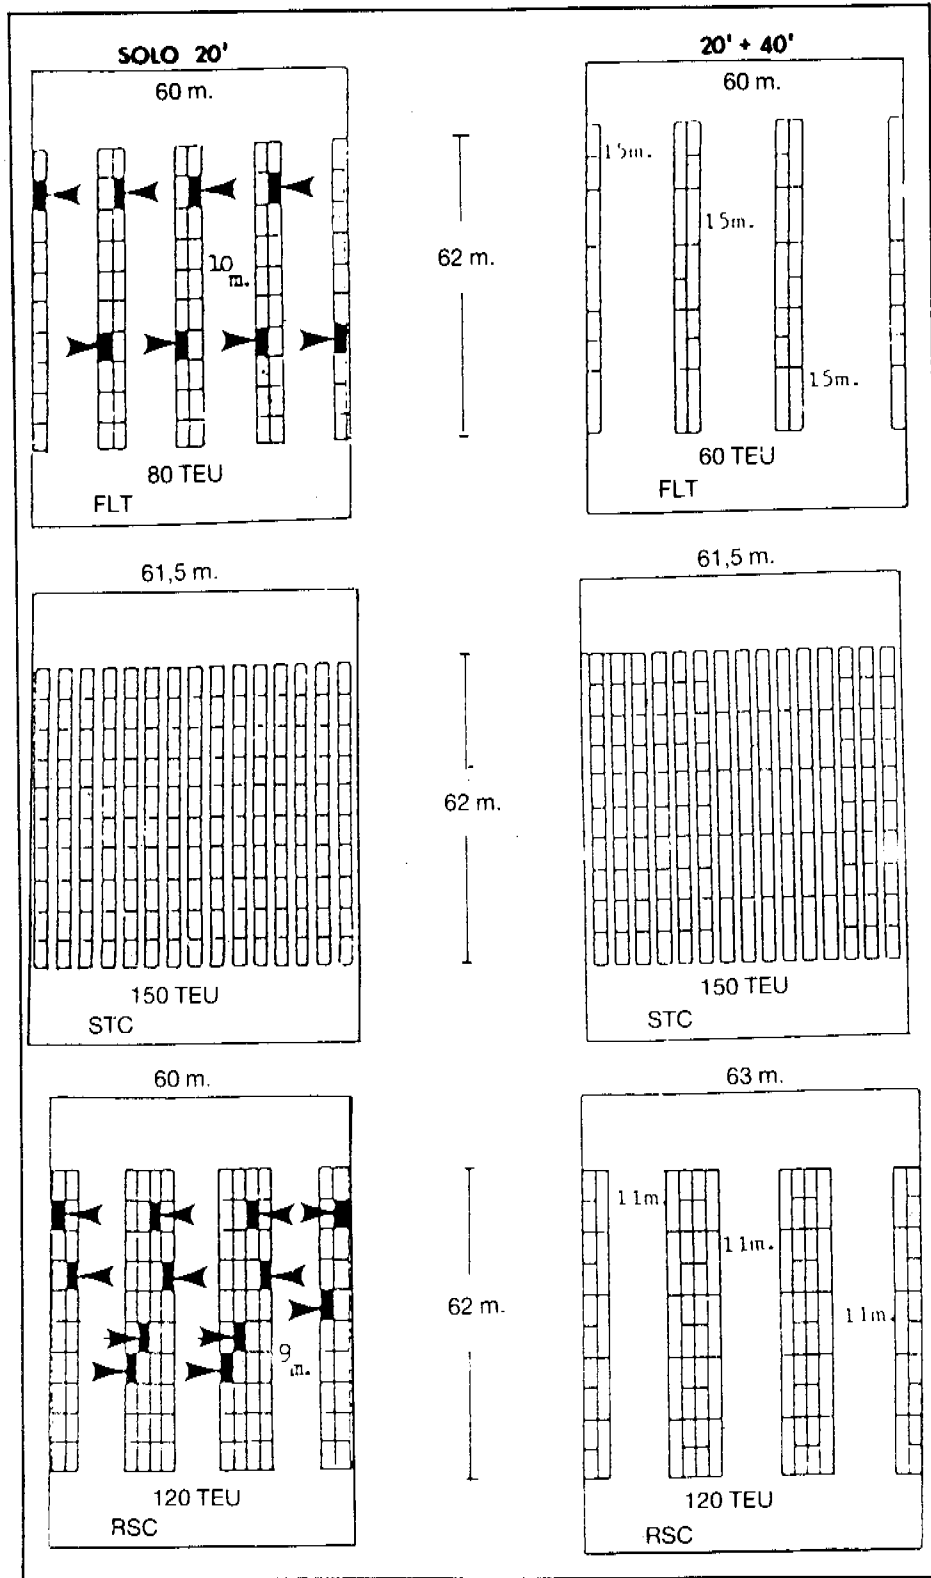 SOLO 20'
20' + 40'
60 m.
60 m.
15m.
15m.
10
m.
62 m.
15m.
80 TEU
60 TEU
FLT
FLT
61,5 m.
61,5 m.
62 m.
150 TEU
150 TEU
STC
STC
60 m.
63 m.
11m.
11m.
62 m.
11m.
9
m.
120 TEU
120 TEU
RSC
RSC